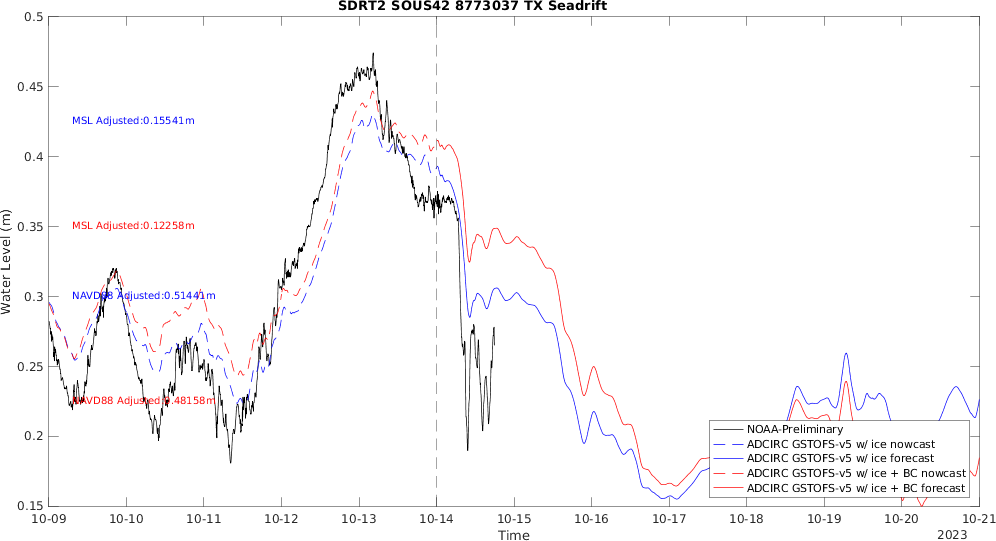 SDRT2 SOUS42 8773037 TX Seadrift
0.5
0.45
0.4
0.35
0.3
0.25
0.2
0.15
Water Level (m)
MSL Adjusted:0.15541m
MSL Adjusted:0.12258m
NAVD88 Adjusted:0.51441m
NAVD88 Adjusted:0.48158m
NOAA-Preliminary
ADCIRC GSTOFS-v5 w/ ice nowcast
ADCIRC GSTOFS-v5 w/ ice forecast
ADCIRC GSTOFS-v5 w/ ice + BC nowcast
ADCIRC GSTOFS-v5 w/ ice + BC forecast
10-09 10-10 10-11 10-12 10-13 10-14 10-15 10-16 10-17 10-18 10-19 10-20 10-21
Time
2023